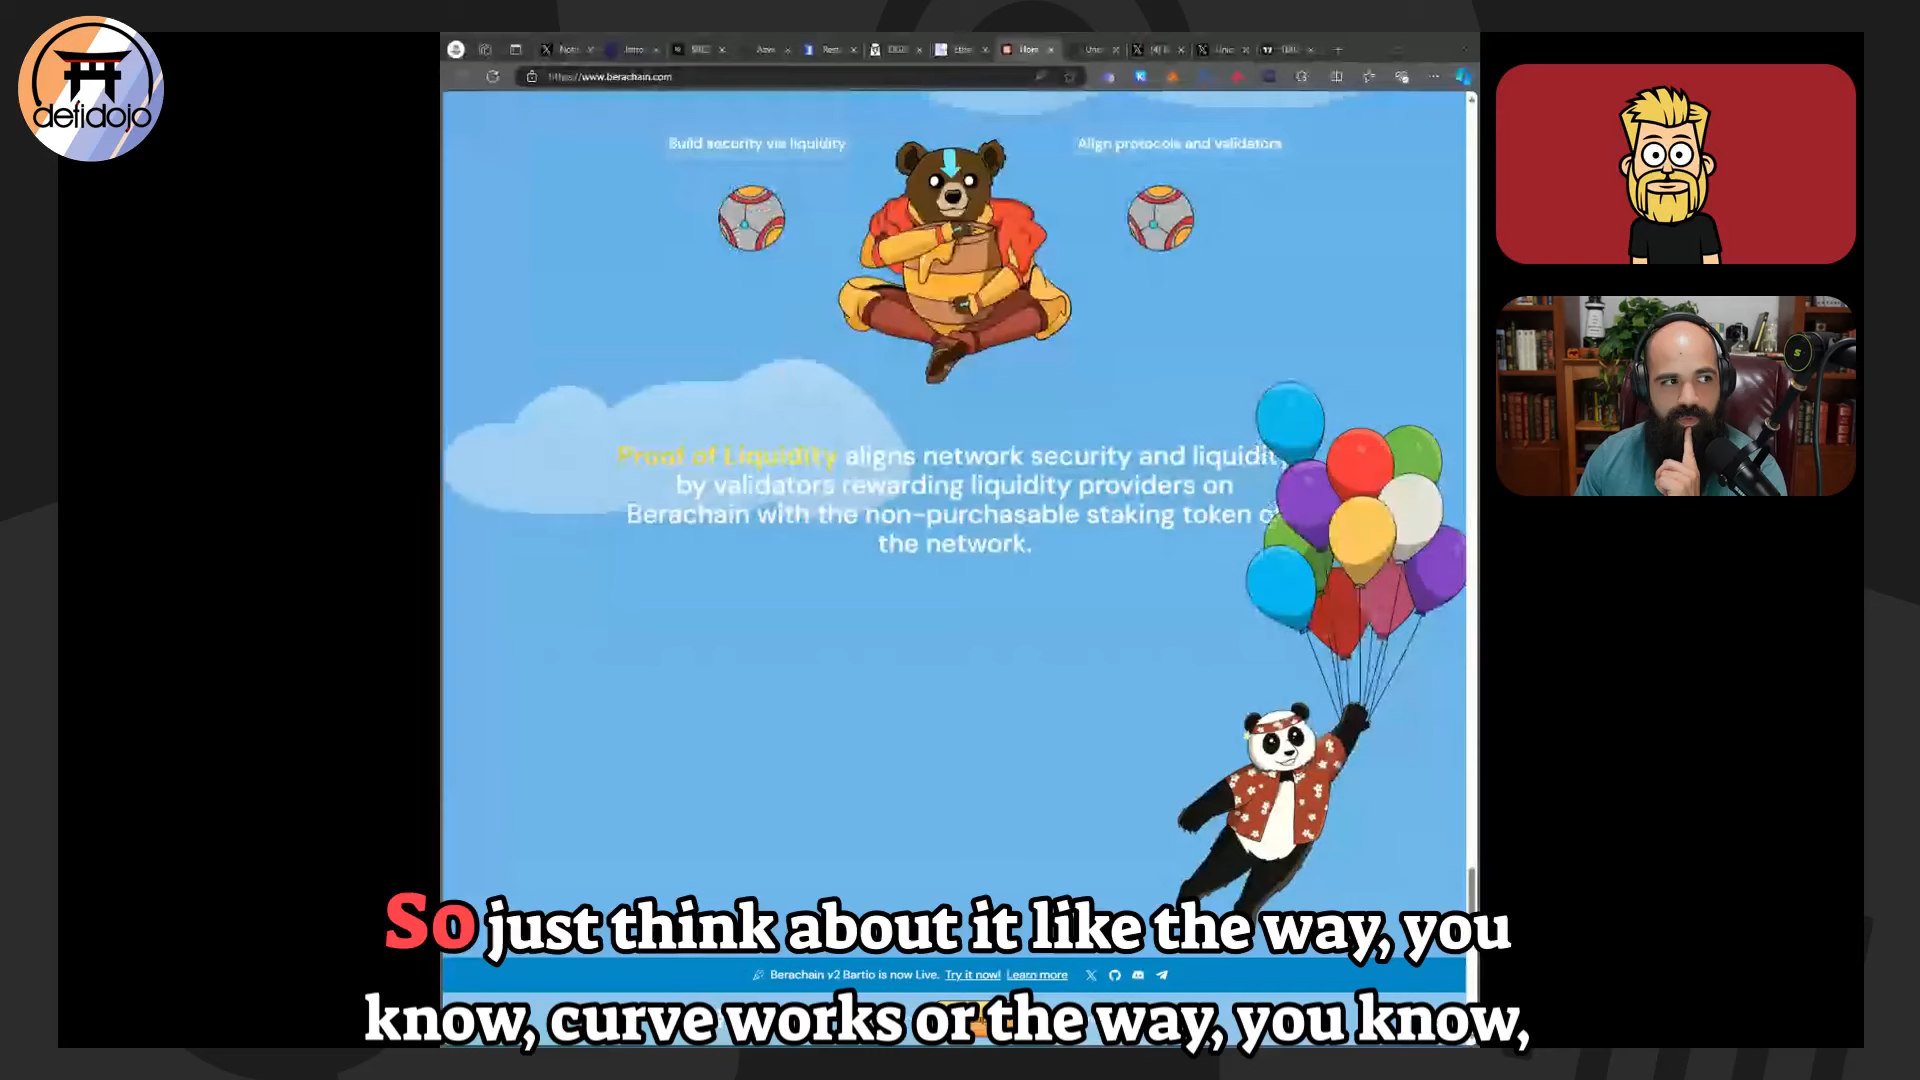 defidojo
https://www.berachain.com
Build security via liquidity
Align protocols and validators
Proof of Liquidity aligns network security and
by validators rewarding liquidity providers on
Berachain with the non-purchasable staking token
the network.
So just think about it like the way, you
Berachain v2 Bartio is now Live. Try it now! Learn more
know, curve works or the way, you know,